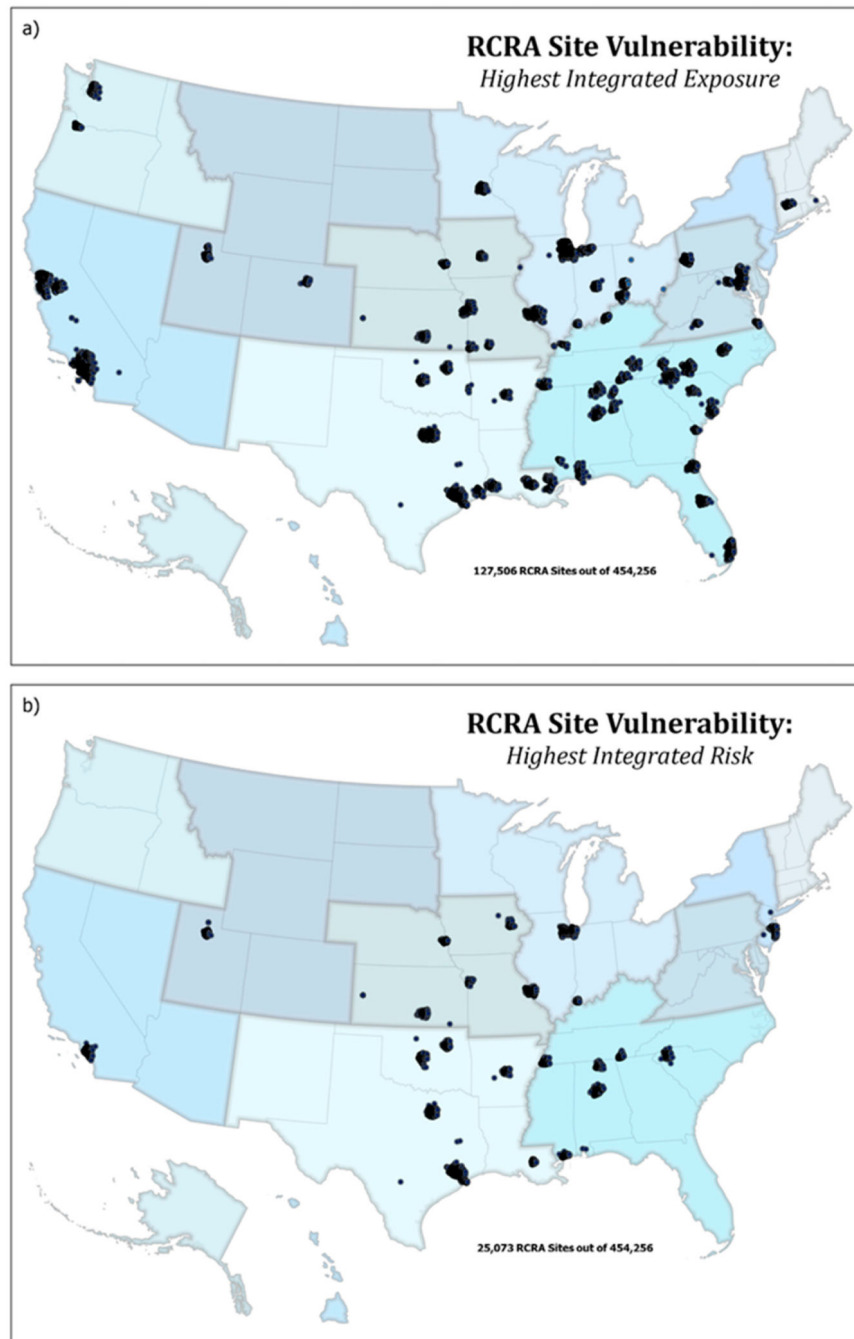 a)
RCRA Site Vulnerability:
Highest Integrated Exposure
127,506 RCRA Sites out of 454,256
b)
RCRA Site Vulnerability:
Highest Integrated Risk
25,073 RCRA Sites out of 454,256